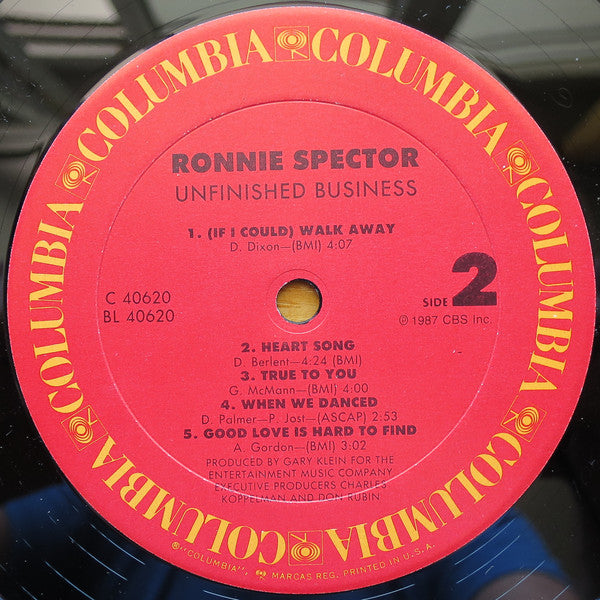 COLUMBIA COLUMBIA COLUMBIA COLUMBIA COLUMBIA COLUMBIA COLUMBIA COLUMBIA
RONNIE SPECTOR
UNFINISHED BUSINESS
1. (IF I COULD) WALK AWAY
D. Dixon—(BMI) 4:07
C 40620
BL 40620
SIDE 2
℗ 1987 CBS Inc.
2. HEART SONG
D. Berlent—4:24 (BMI)
3. TRUE TO YOU
G. McMann—(BMI) 4:00
4. WHEN WE DANCED
D. Palmer—P. Jost—(ASCAP) 2:53
5. GOOD LOVE IS HARD TO FIND
A. Gordon—(BMI) 3:02
PRODUCED BY GARY KLEIN FOR THE
ENTERTAINMENT MUSIC COMPANY
EXECUTIVE PRODUCERS CHARLES
KOPPELMAN AND DON RUBIN
®"COLUMBIA", MARCAS REG. PRINTED IN U.S.A.